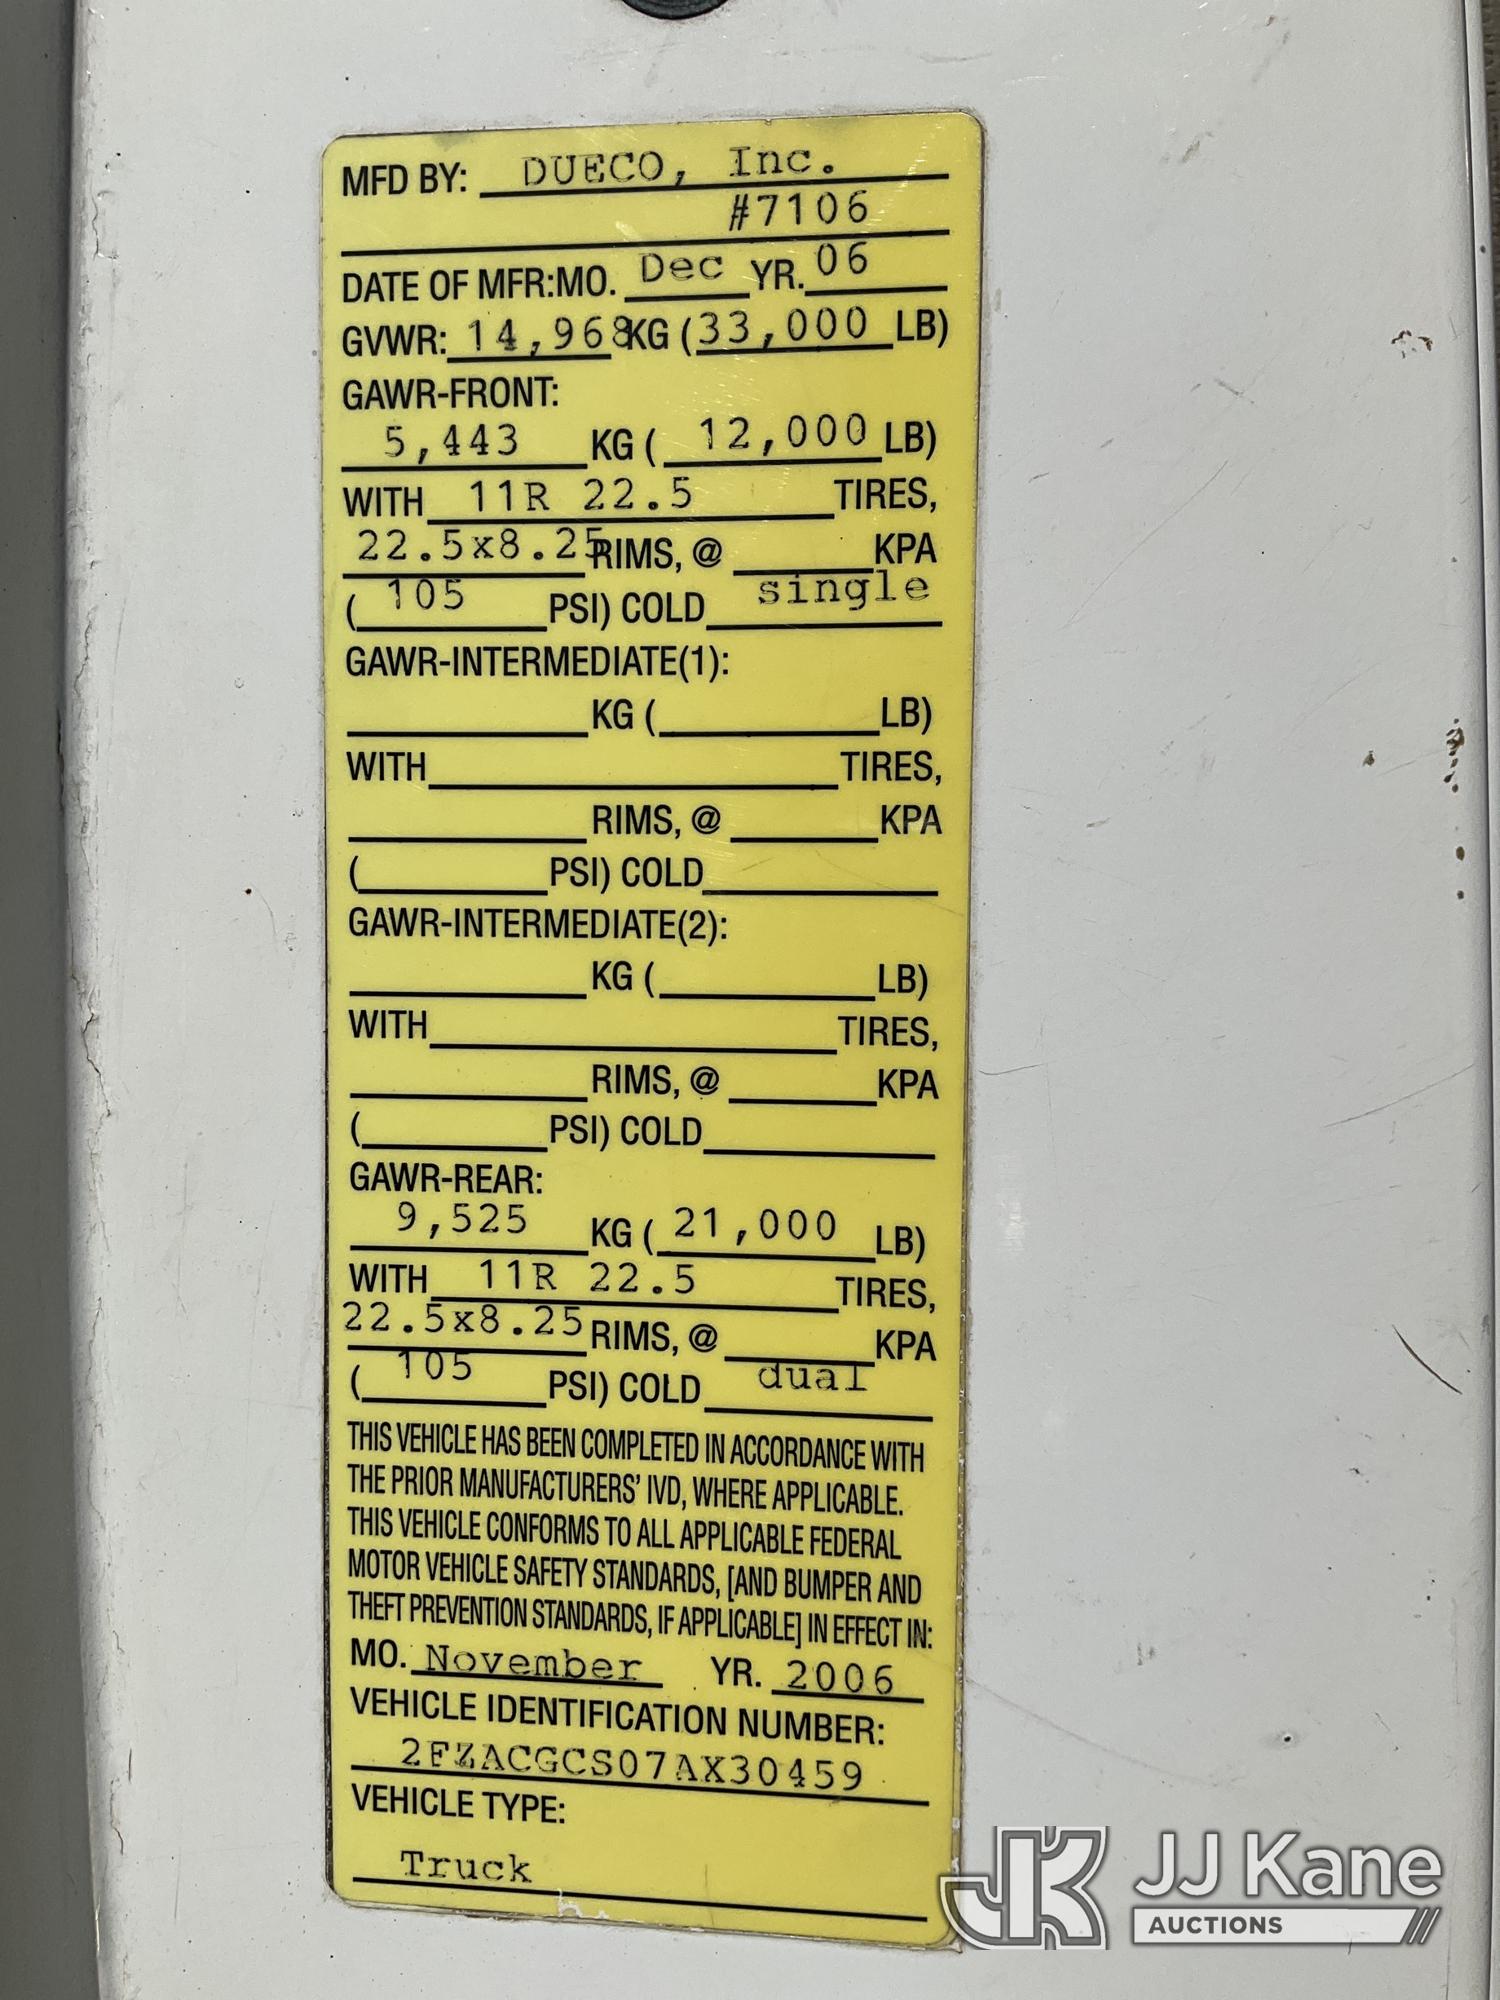 MFD BY: DUECO, Inc.
#7106
DATE OF MFR:MO. Dec YR. 06
GVWR: 14,968 KG (33,000 LB)
GAWR-FRONT:
5,443 KG ( 12,000 LB)
WITH 11R 22.5 TIRES,
22.5x8.25 RIMS, @ KPA
( 105 PSI) COLD single
GAWR-INTERMEDIATE(1):
KG ( LB)
WITH TIRES,
RIMS, @ KPA
( PSI) COLD
GAWR-INTERMEDIATE(2):
KG ( LB)
WITH TIRES,
RIMS, @ KPA
( PSI) COLD
GAWR-REAR:
9,525 KG ( 21,000 LB)
WITH 11R 22.5 TIRES,
22.5x8.25 RIMS, @ KPA
( 105 PSI) COLD dual
THIS VEHICLE HAS BEEN COMPLETED IN ACCORDANCE WITH
THE PRIOR MANUFACTURERS' IVD, WHERE APPLICABLE.
THIS VEHICLE CONFORMS TO ALL APPLICABLE FEDERAL
MOTOR VEHICLE SAFETY STANDARDS, [AND BUMPER AND
THEFT PREVENTION STANDARDS, IF APPLICABLE] IN EFFECT IN:
MO. November YR. 2006
VEHICLE IDENTIFICATION NUMBER:
2FZACGCS07AX30459
VEHICLE TYPE:
Truck
JK JJ Kane
AUCTIONS